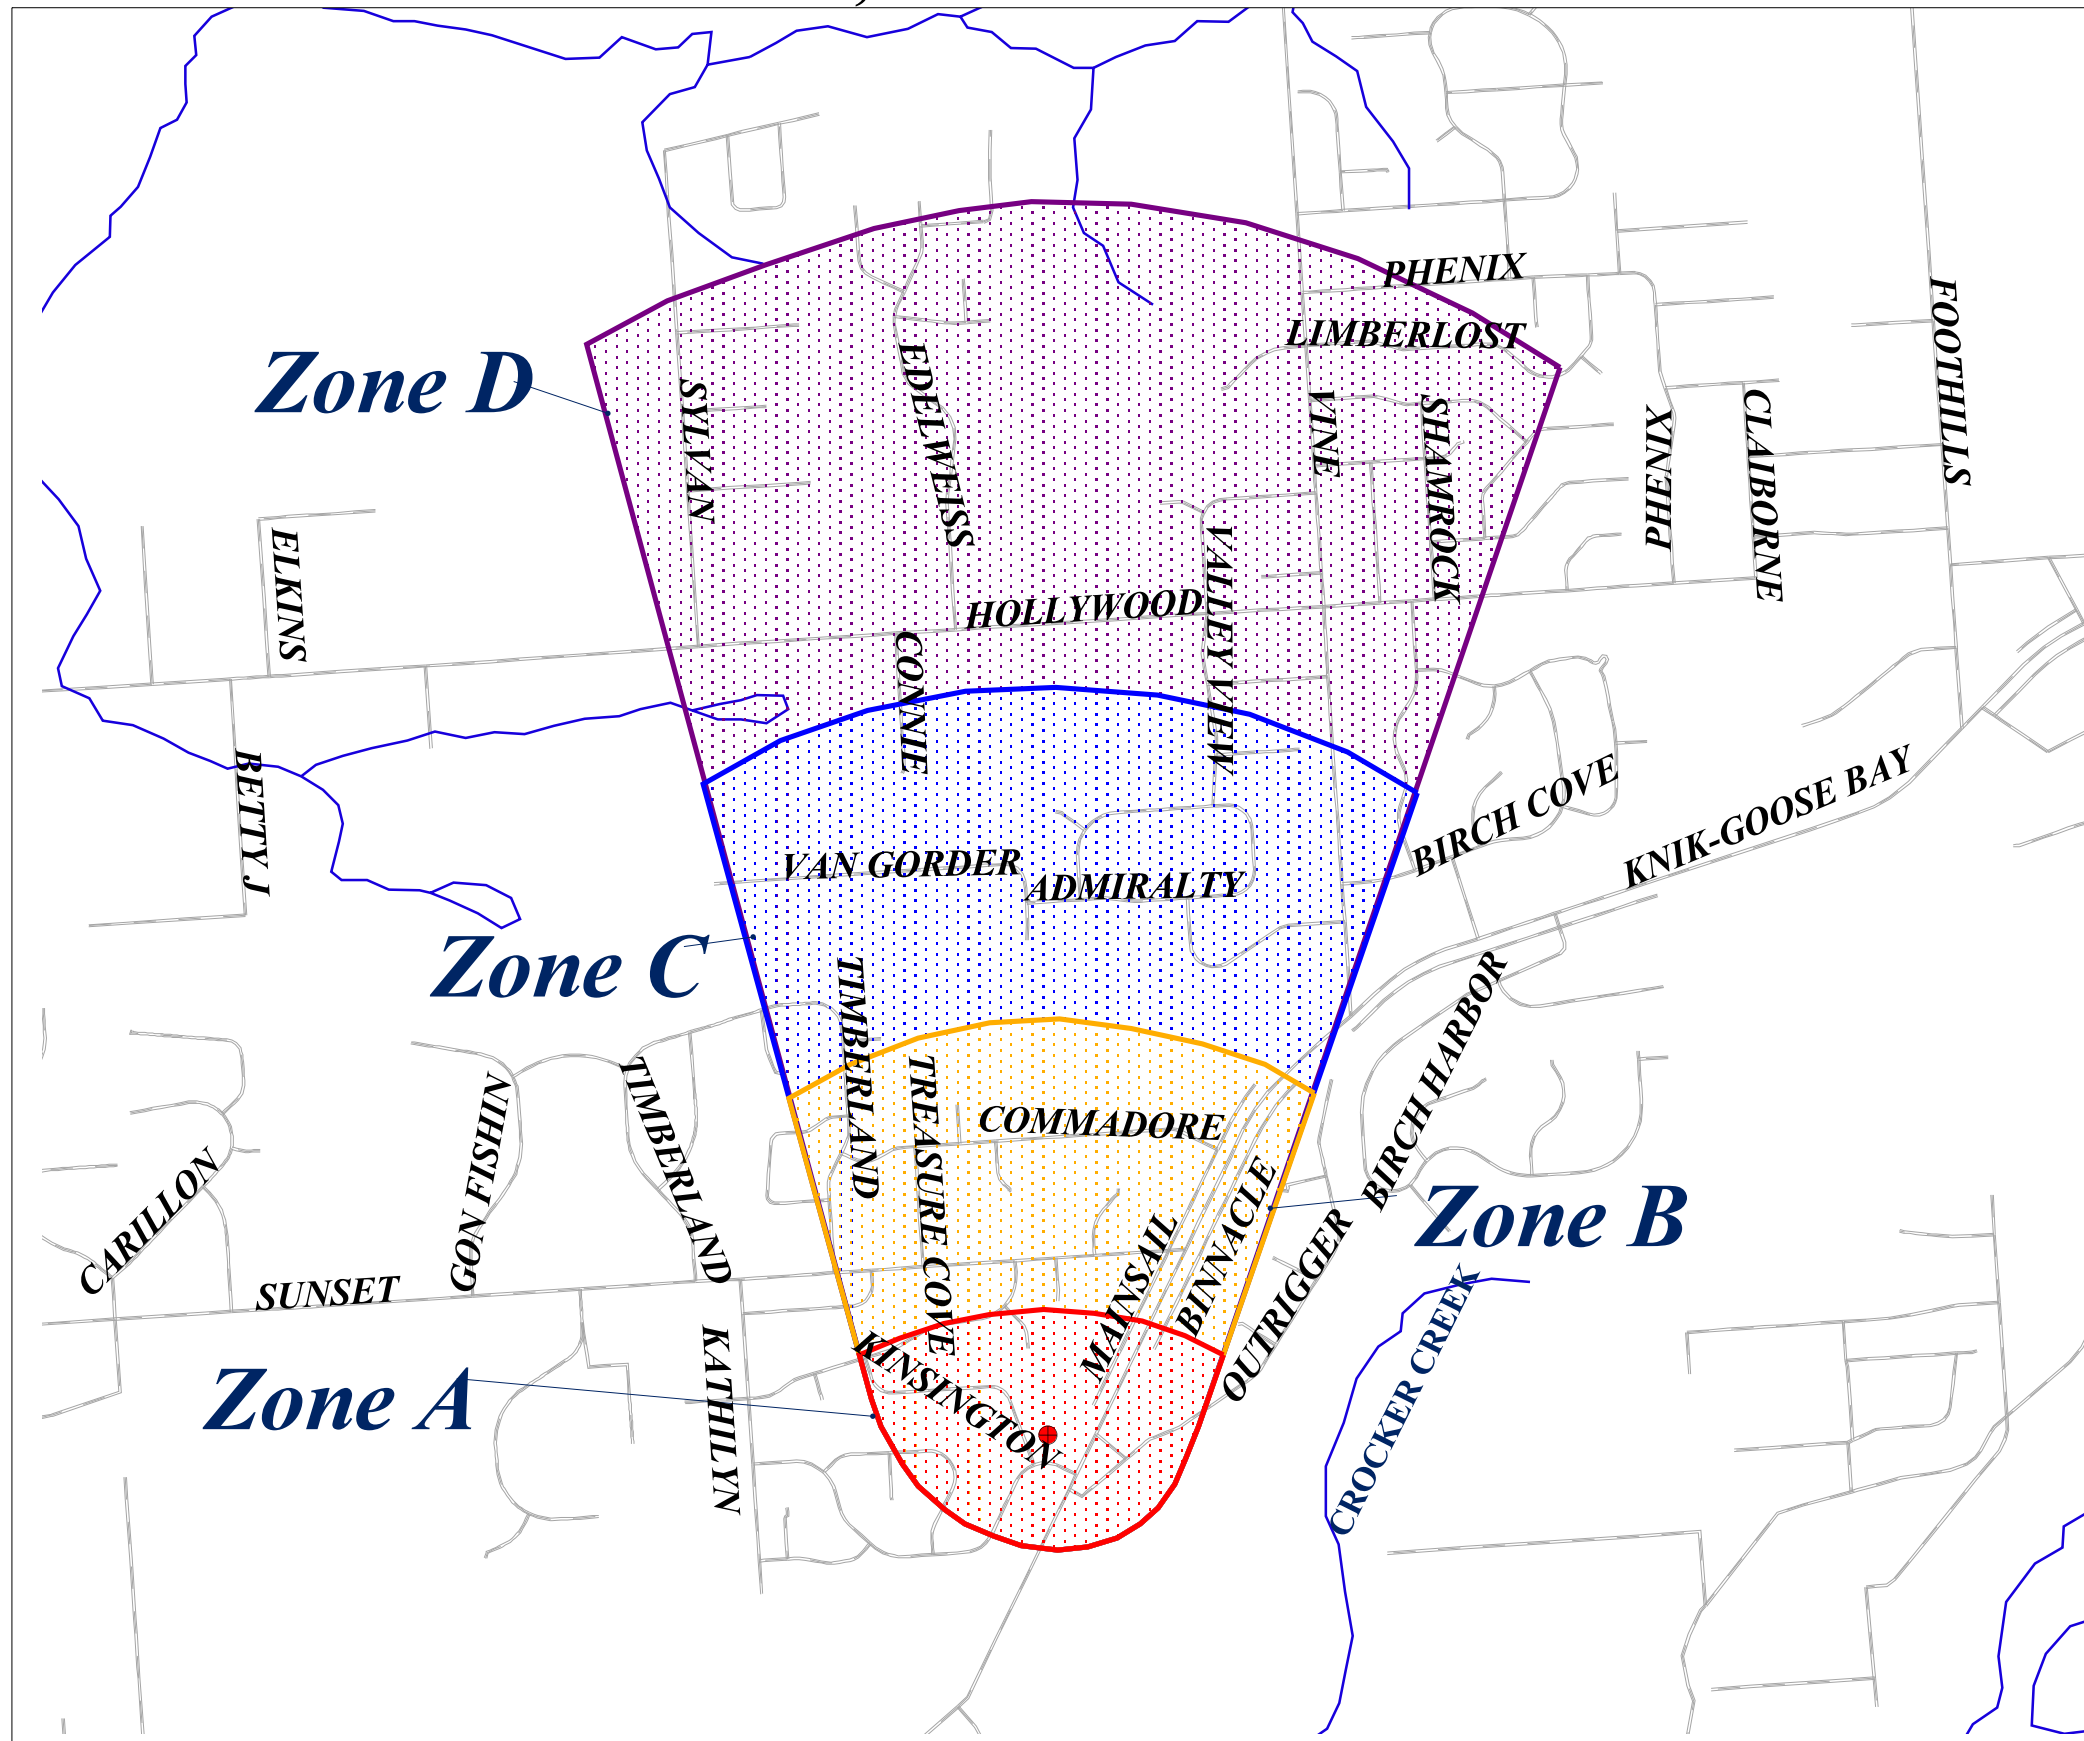 PHENIX
LIMBERLOST
FOOTHILLS
Zone D
SYLVAN
EDELWEISS
VINE
SHAMROCK
PHENIX
CLAIBORNE
ELKINS
HOLLYWOOD
VALLEY VIEW
CONNIE
BETTY J
BIRCH COVE
KNIK-GOOSE BAY
VAN GORDER
ADMIRALTY
Zone C
TIMBERLAND
BIRCH HARBOR
TREASURE COVE
COMMADORE
GON FISHIN
TIMBERLAND
CARILLON
MAINSAIL
BINNACLE
Zone B
OUTRIGGER
SUNSET
CROCKER CREEK
KATHILYN
KINSINGTON
Zone A